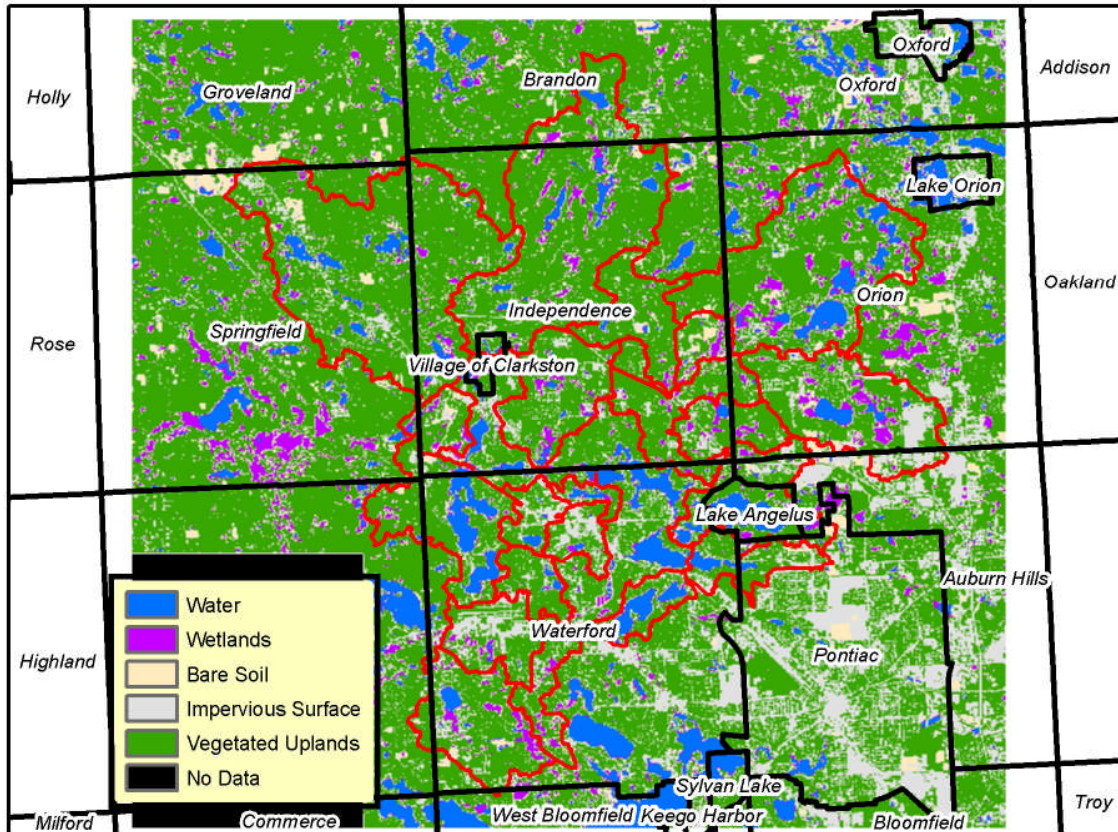 Oxford
Holly
Groveland
Brandon
Oxford
Addison
Lake Orion
Rose
Springfield
Independence
Orion
Oakland
Village of Clarkston
Lake Angelus
Auburn Hills
Highland
Waterford
Pontiac
Water
Wetlands
Bare Soil
Impervious Surface
Vegetated Uplands
No Data
Sylvan Lake
Milford
Commerce
West Bloomfield
Keego Harbor
Bloomfield
Troy